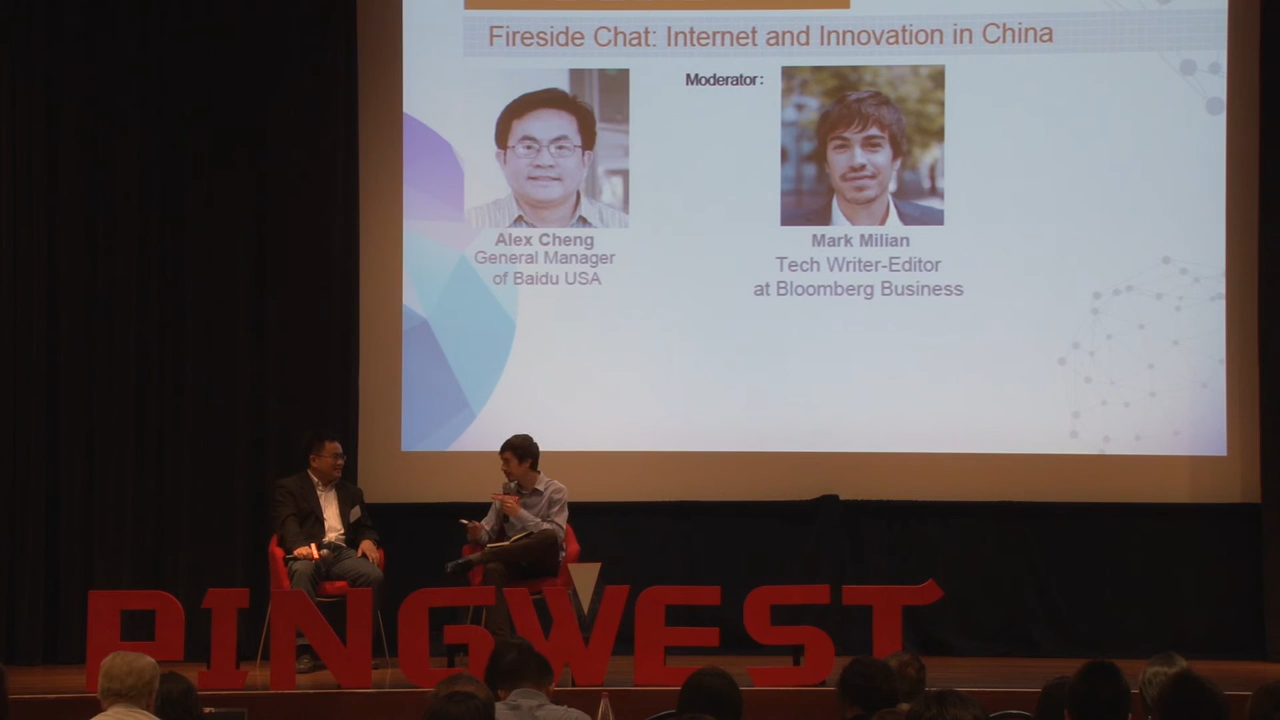 Fireside Chat: Internet and Innovation in China
Moderator:
Alex Cheng
General Manager
of Baidu USA
Mark Milian
Tech Writer-Editor
at Bloomberg Business
PINGWEST